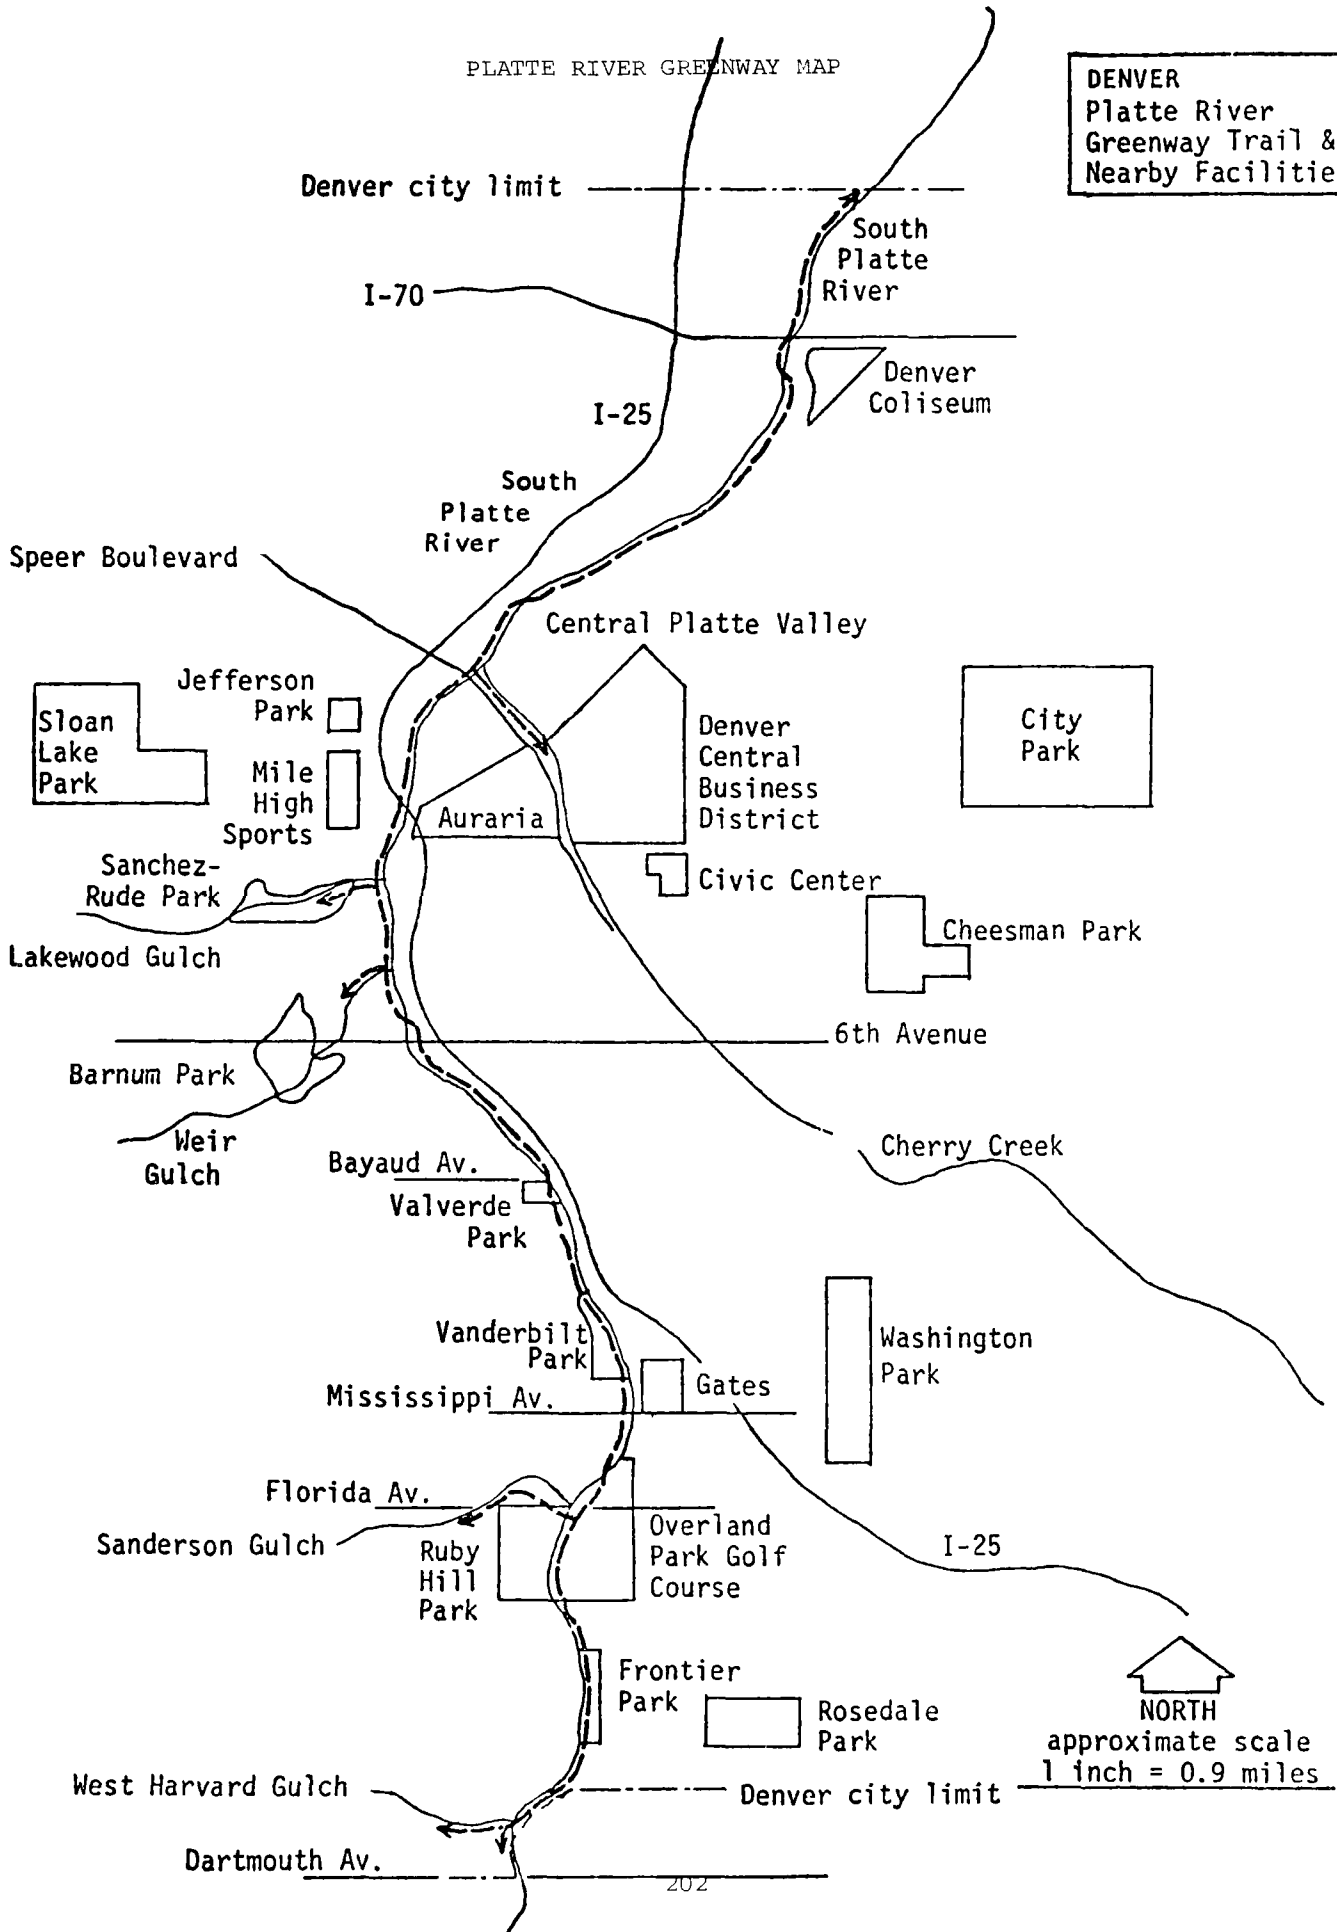 PLATTE RIVER GREENWAY MAP
DENVER
Platte River
Greenway Trail &
Nearby Facilitie
Denver city limit
South
Platte
River
I-70
Denver
Coliseum
I-25
South
Platte
River
Speer Boulevard
Central Platte Valley
Jefferson
Park
Sloan
Lake
Park
Mile
High
Sports
Auraria
Denver
Central
Business
District
City
Park
Sanchez-
Rude Park
Civic Center
Cheesman Park
Lakewood Gulch
6th Avenue
Barnum Park
Weir
Gulch
Cherry Creek
Bayaud Av.
Valverde
Park
Vanderbilt
Park
Washington
Park
Gates
Mississippi Av.
Florida Av.
Sanderson Gulch
Ruby
Hill
Park
Overland
Park Golf
Course
I-25
Frontier
Park
Rosedale
Park
NORTH
approximate scale
1 inch = 0.9 miles
West Harvard Gulch
Denver city limit
Dartmouth Av.
202